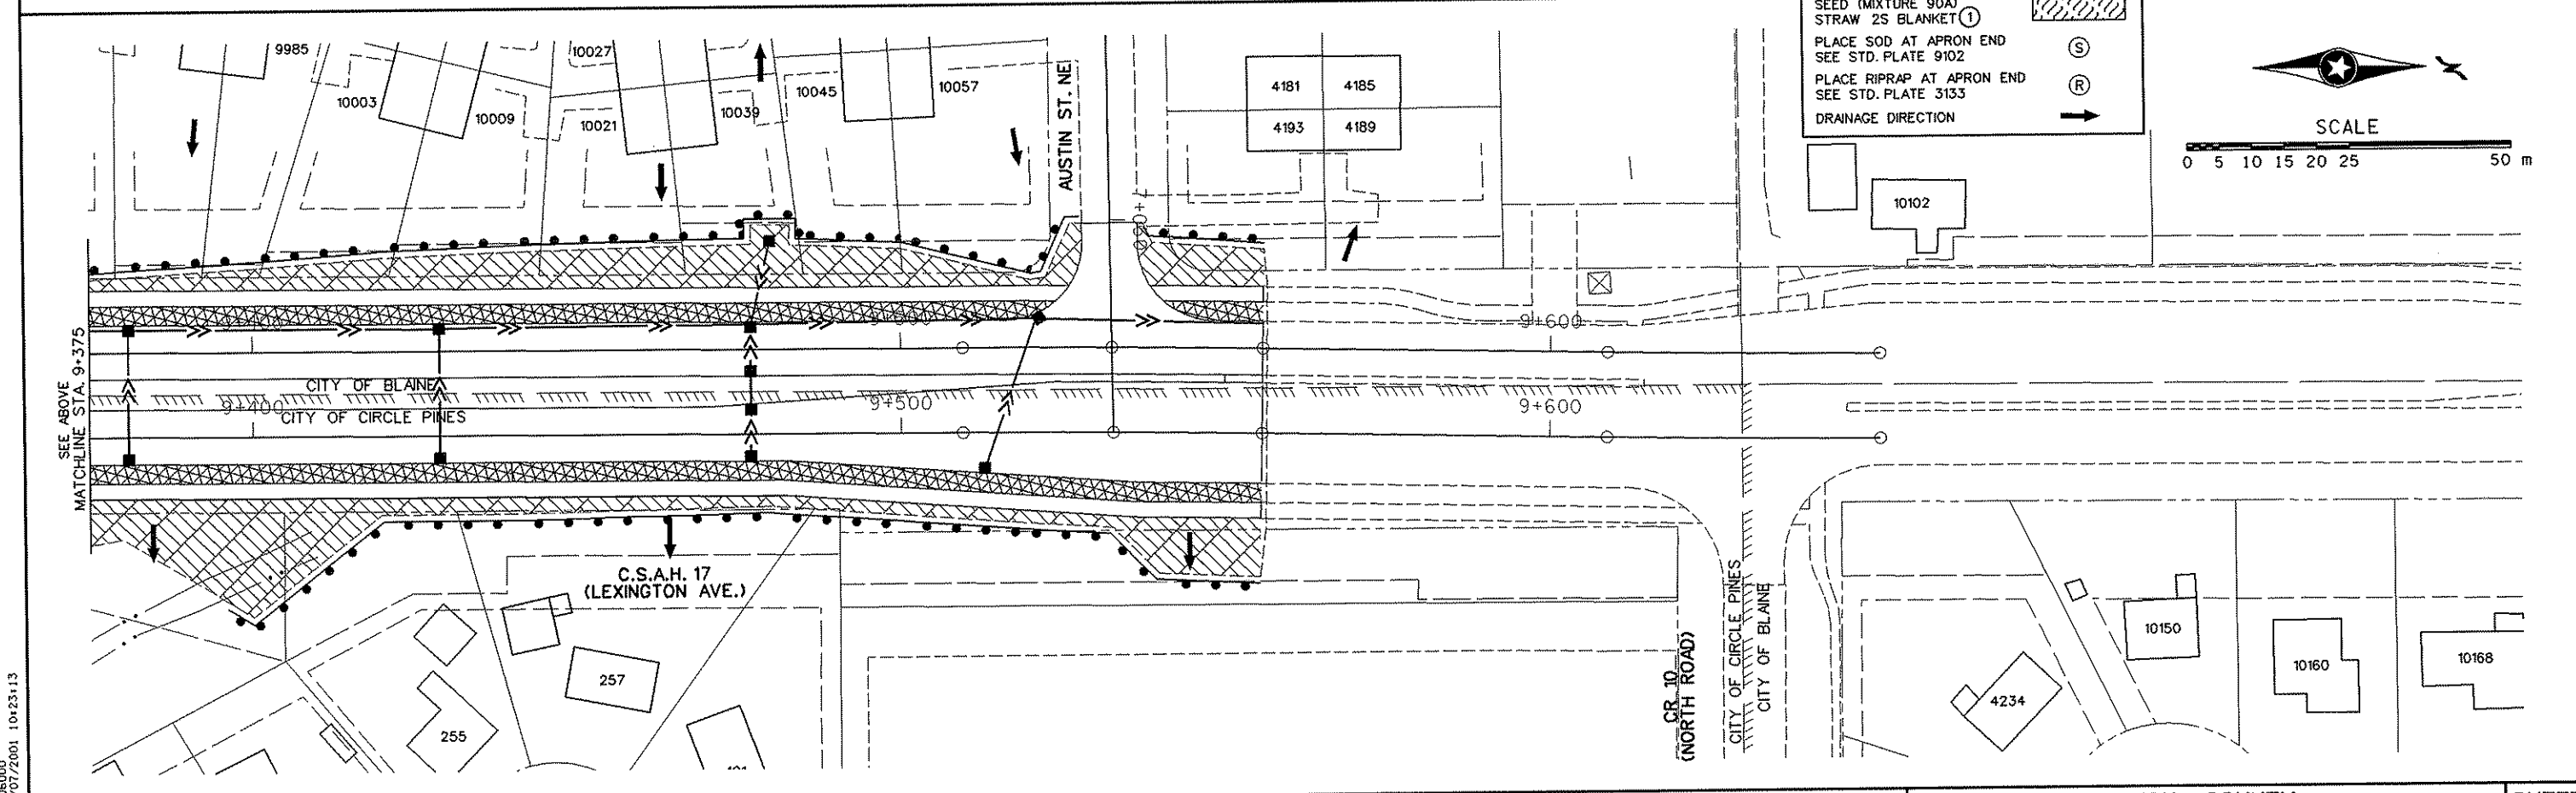 SEED (MIXTURE 90A)
STRAW 2S BLANKET 1
PLACE SOD AT APRON END
SEE STD. PLATE 9102
S
PLACE RIPRAP AT APRON END
SEE STD. PLATE 3133
R
DRAINAGE DIRECTION
SCALE
0 5 10 15 20 25 50 m
9985
10003
10009
10027
10021
10039
10045
10057
AUSTIN ST. NE
4181
4185
4193
4189
10102
SEE ABOVE
MATCHLINE STA. 9+375
9+600
CITY OF BLAINE
9+400
CITY OF CIRCLE PINES
9+500
9+600
C.S.A.H. 17
(LEXINGTON AVE.)
257
255
CR 10
(NORTH ROAD)
CITY OF CIRCLE PINES
CITY OF BLAINE
4234
10150
10160
10168
07/2001 10:23:13